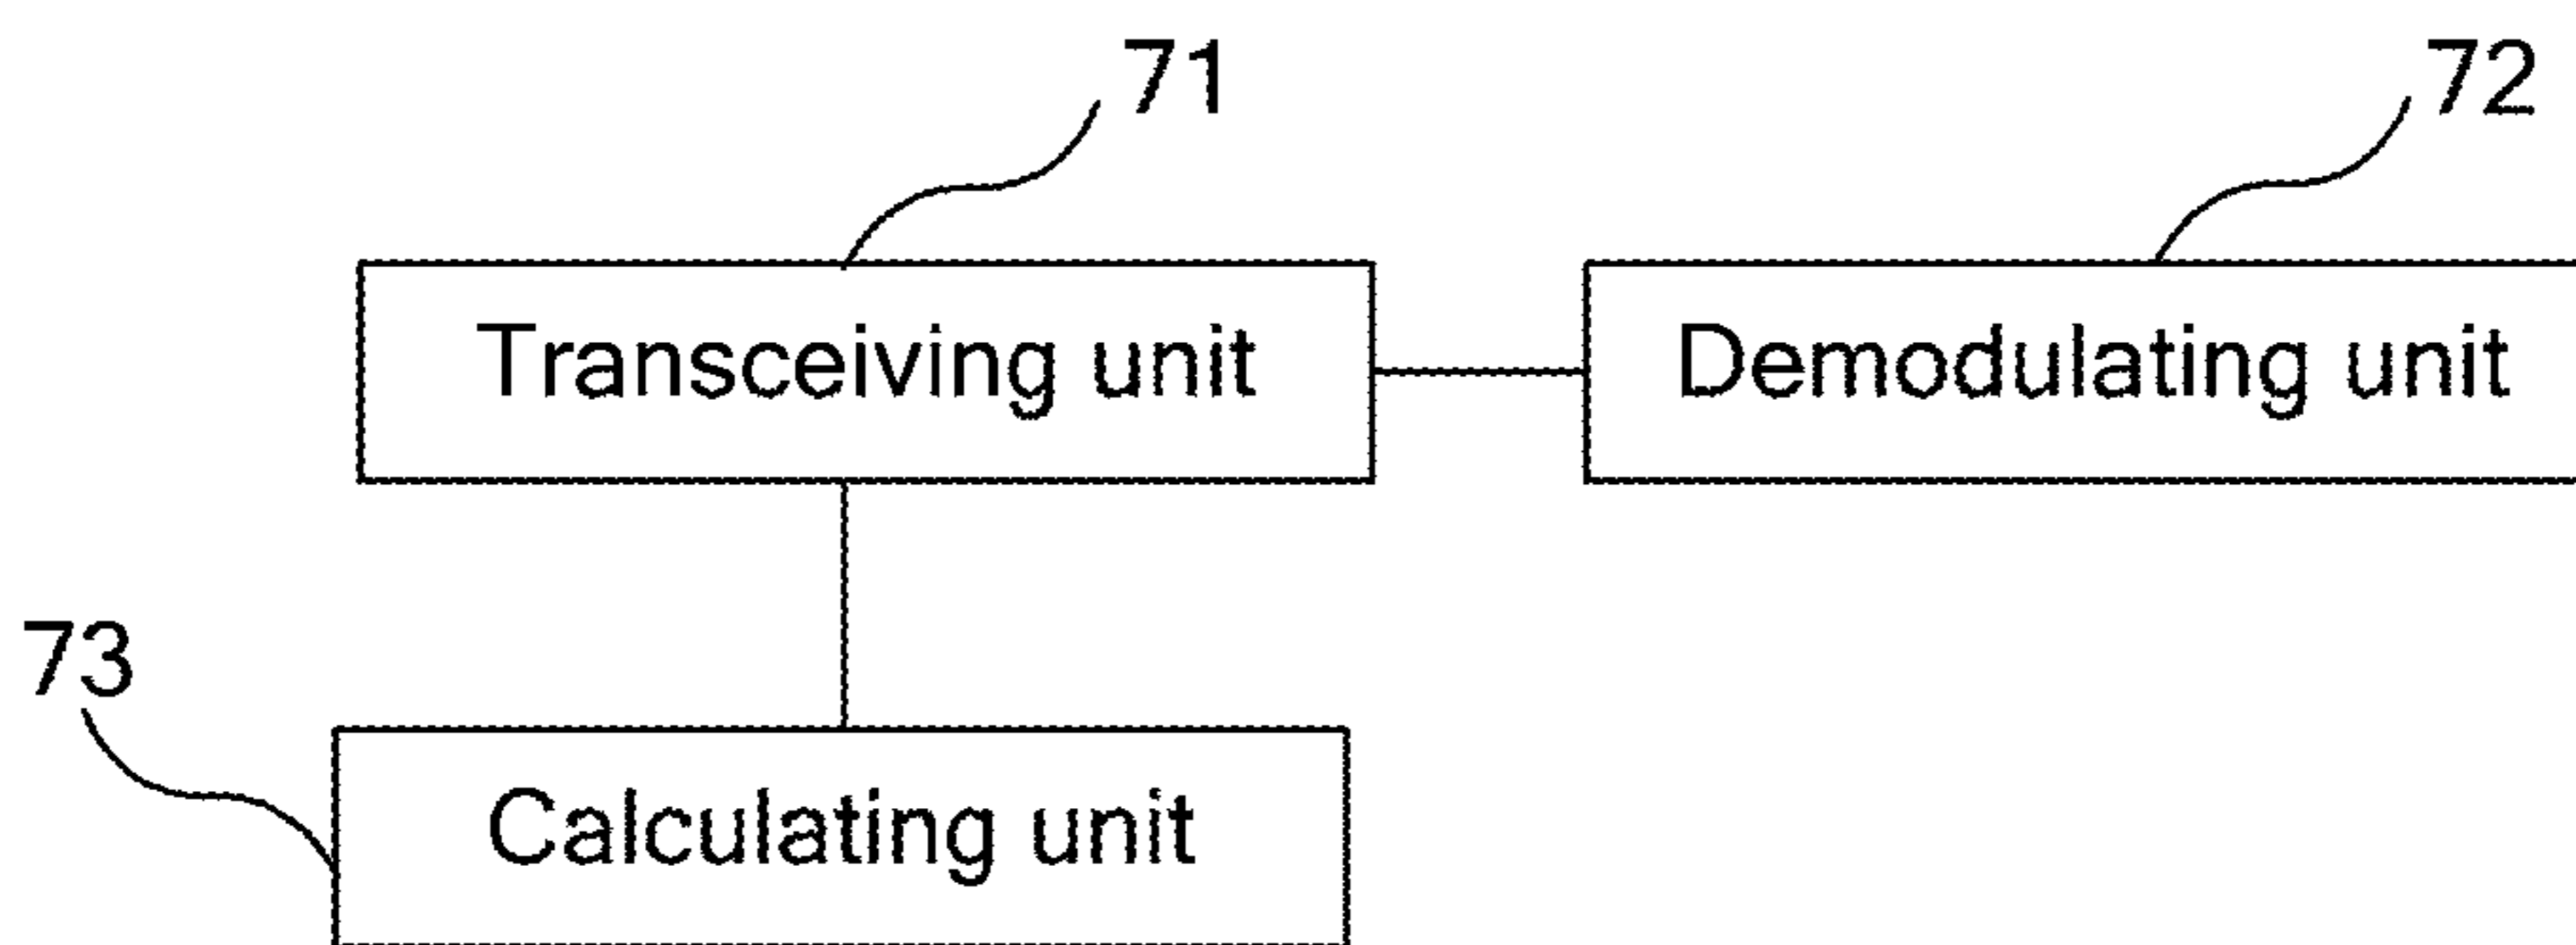 71
72
Transceiving unit
Demodulating unit
73
Calculating unit